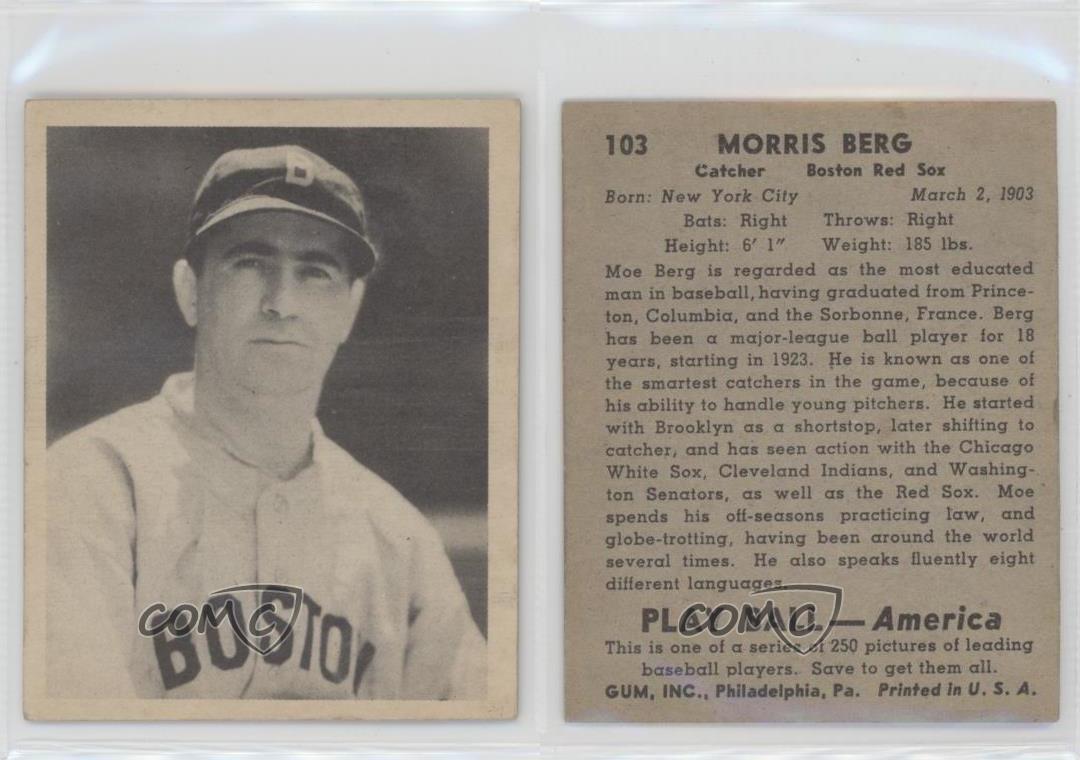 B
BOSTON
COMC
103 MORRIS BERG
Catcher Boston Red Sox
Born: New York City March 2, 1903
Bats: Right Throws: Right
Height: 6' 1" Weight: 185 lbs.
Moe Berg is regarded as the most educated
man in baseball, having graduated from Prince-
ton, Columbia, and the Sorbonne, France. Berg
has been a major-league ball player for 18
years, starting in 1923. He is known as one of
the smartest catchers in the game, because of
his ability to handle young pitchers. He started
with Brooklyn as a shortstop, later shifting to
catcher, and has seen action with the Chicago
White Sox, Cleveland Indians, and Washing-
ton Senators, as well as the Red Sox. Moe
spends his off-seasons practicing law, and
globe-trotting, having been around the world
several times. He also speaks fluently eight
different languages.
PLAY BALL—America
COMC
This is one of a series of 250 pictures of leading
baseball players. Save to get them all.
GUM, INC., Philadelphia, Pa. Printed in U. S. A.